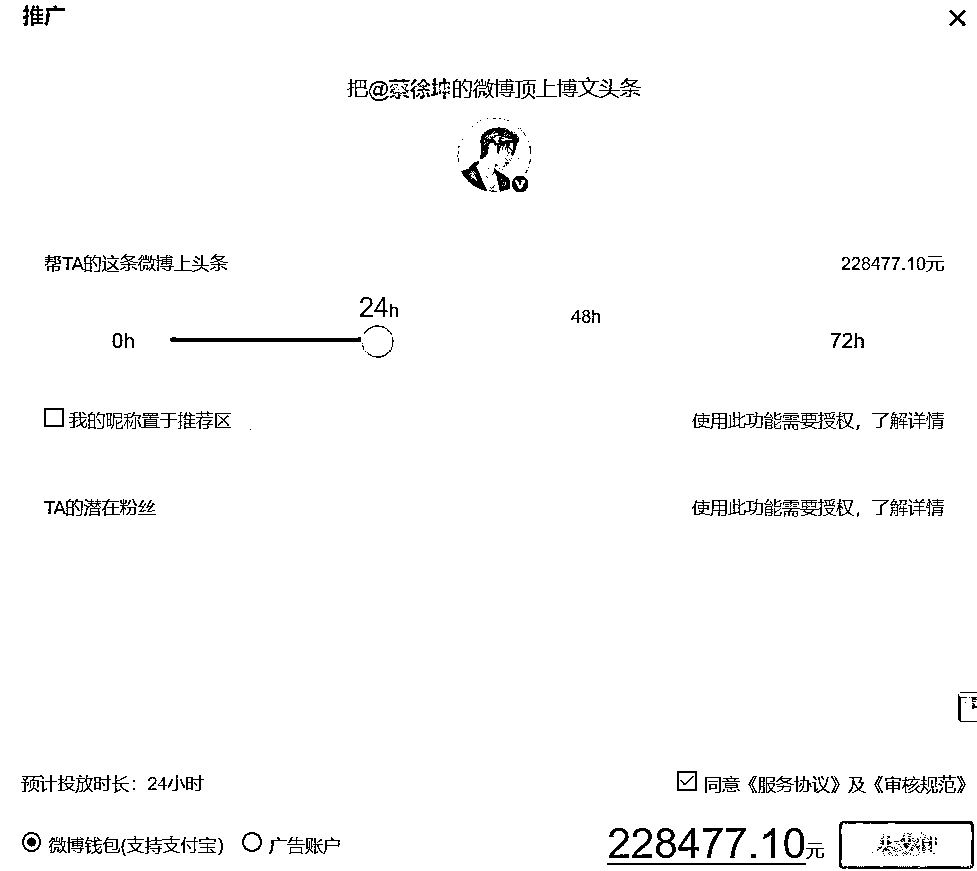 推广
把@蔡徐坤的微博顶上博文头条
帮TA的这条微博上头条 228477.10元
24h
48h
0h 72h
我的昵称置于推荐区 使用此功能需要授权，了解详情
TA的潜在粉丝 使用此功能需要授权，了解详情
预计投放时长：24小时 同意《服务协议》及《审核规范》
微博钱包(支持支付宝) 广告账户 228477.10元